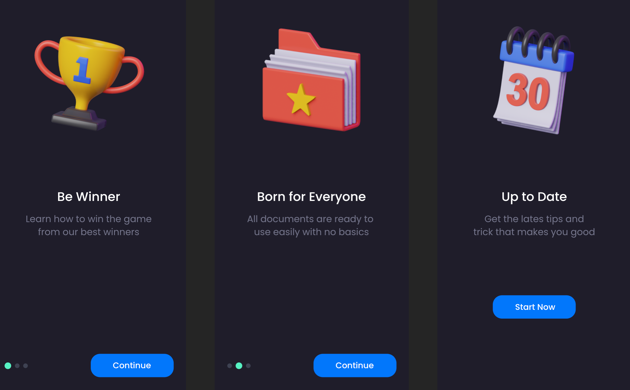 1
Be Winner
Learn how to win the game
from our best winners
Continue
Born for Everyone
All documents are ready to
use easily with no basics
Continue
30
Up to Date
Get the lates tips and
trick that makes you good
Start Now